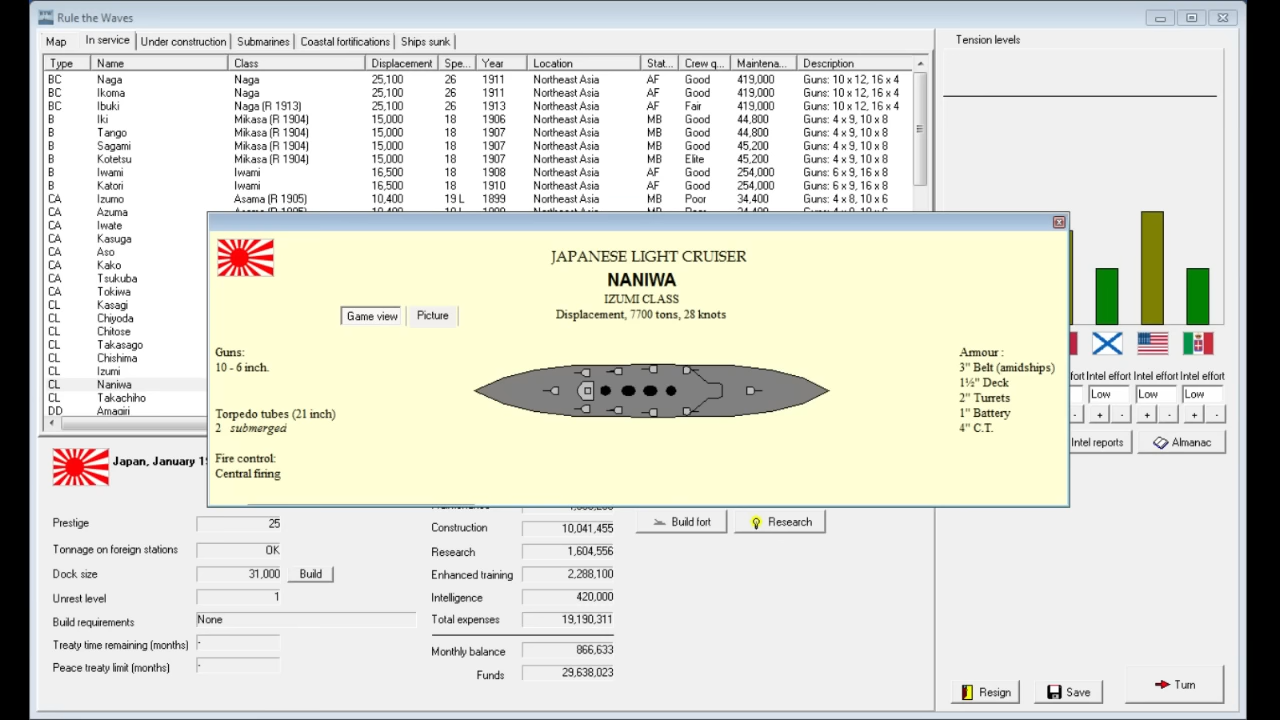 Rule the Waves
Map In service Under construction Submarines Coastal fortifications Ships sunk
Tension levels
Type Name Class Displacement Spe... Year Location Stat... Crew q... Maintena... Description
BC Naga Naga 25,100 26 1911 Northeast Asia AF Good 419,000 Guns: 10 x 12, 16 x 4
BC Ikoma Naga 25,100 26 1911 Northeast Asia AF Good 419,000 Guns: 10 x 12, 16 x 4
BC Ibuki Naga (R 1913) 25,100 26 1913 Northeast Asia AF Fair 419,000 Guns: 10 x 12, 16 x 4
B Iki Mikasa (R 1904) 15,000 18 1906 Northeast Asia MB Good 44,800 Guns: 4 x 9, 10 x 8
B Tango Mikasa (R 1904) 15,000 18 1907 Northeast Asia MB Good 44,800 Guns: 4 x 9, 10 x 8
B Sagami Mikasa (R 1904) 15,000 18 1907 Northeast Asia MB Good 45,200 Guns: 4 x 9, 10 x 8
B Kotetsu Mikasa (R 1904) 15,000 18 1907 Northeast Asia MB Elite 45,200 Guns: 4 x 9, 10 x 8
B Iwami Iwami 16,500 18 1908 Northeast Asia AF Good 254,000 Guns: 6 x 9, 16 x 8
B Katori Iwami 16,500 18 1910 Northeast Asia AF Good 254,000 Guns: 6 x 9, 16 x 8
CA Izumo Asama (R 1905) 10,400 19 L 1899 Northeast Asia MB Poor 34,400 Guns: 4 x 8, 10 x 6
CA Azuma
CA Iwate
CA Kasuga
CA Aso
CA Kako
CA Tsukuba
CA Tokiwa
CL Kasagi
CL Chiyoda
CL Chitose
CL Takasago
CL Chishima
CL Izumi
CL Naniwa
CL Takachiho
DD Amagiri
JAPANESE LIGHT CRUISER
NANIWA
IZUMI CLASS
Displacement, 7700 tons, 28 knots
Game view Picture
Guns:
10 - 6 inch.
Torpedo tubes (21 inch)
2 submerged
Fire control:
Central firing
Armour :
3" Belt (amidships)
1½" Deck
2" Turrets
1" Battery
4" C.T.
Intel effort Intel effort Intel effort
Low Low Low
- + - + - + -
Intel reports Almanac
Japan, January 1
Prestige 25
Tonnage on foreign stations OK
Dock size 31,000 Build
Unrest level 1
Build requirements None
Treaty time remaining (months) -
Peace treaty limit (months) -
Construction 10,041,455
Research 1,604,556
Enhanced training 2,288,100
Intelligence 420,000
Total expenses 19,190,311
Monthly balance 866,633
Funds 29,638,023
Build fort Research
Resign Save Turn